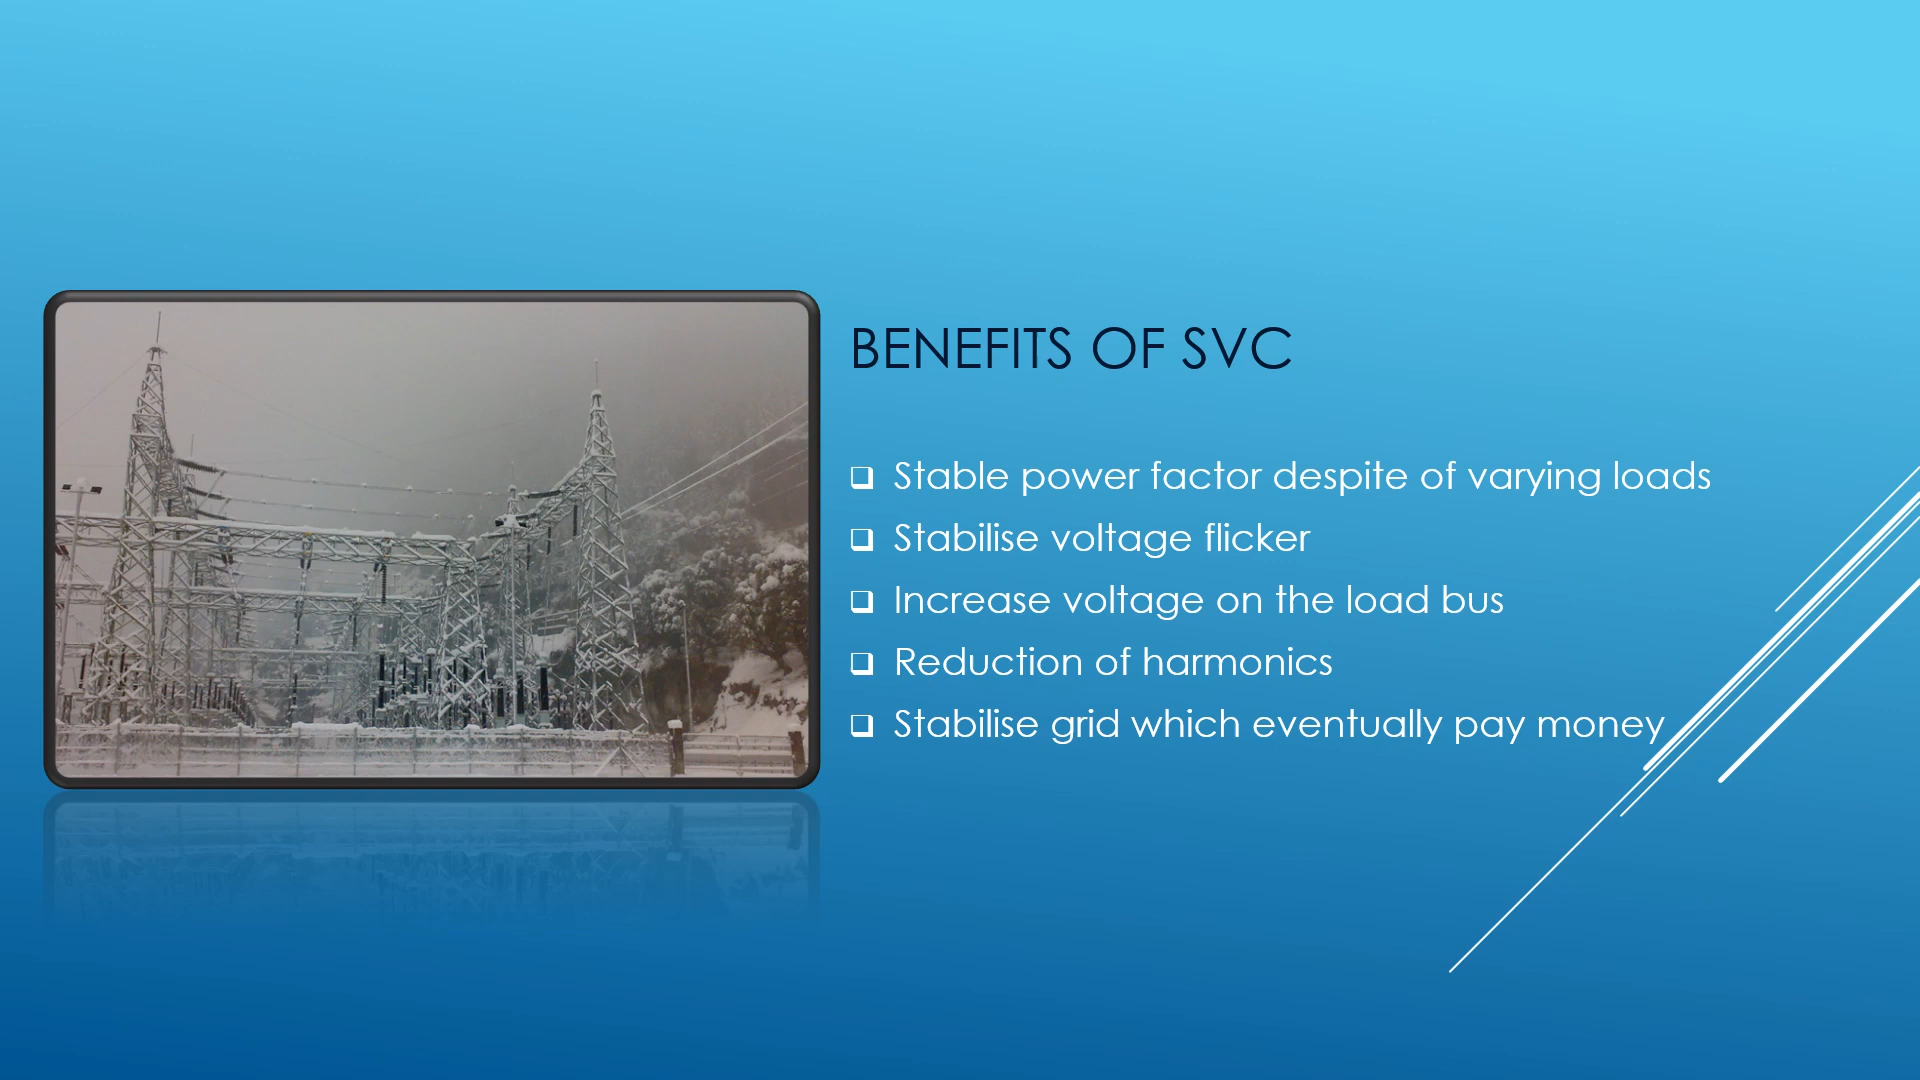 BENEFITS OF SVC
Stable power factor despite of varying loads
Stabilise voltage flicker
Increase voltage on the load bus
Reduction of harmonics
Stabilise grid which eventually pay money